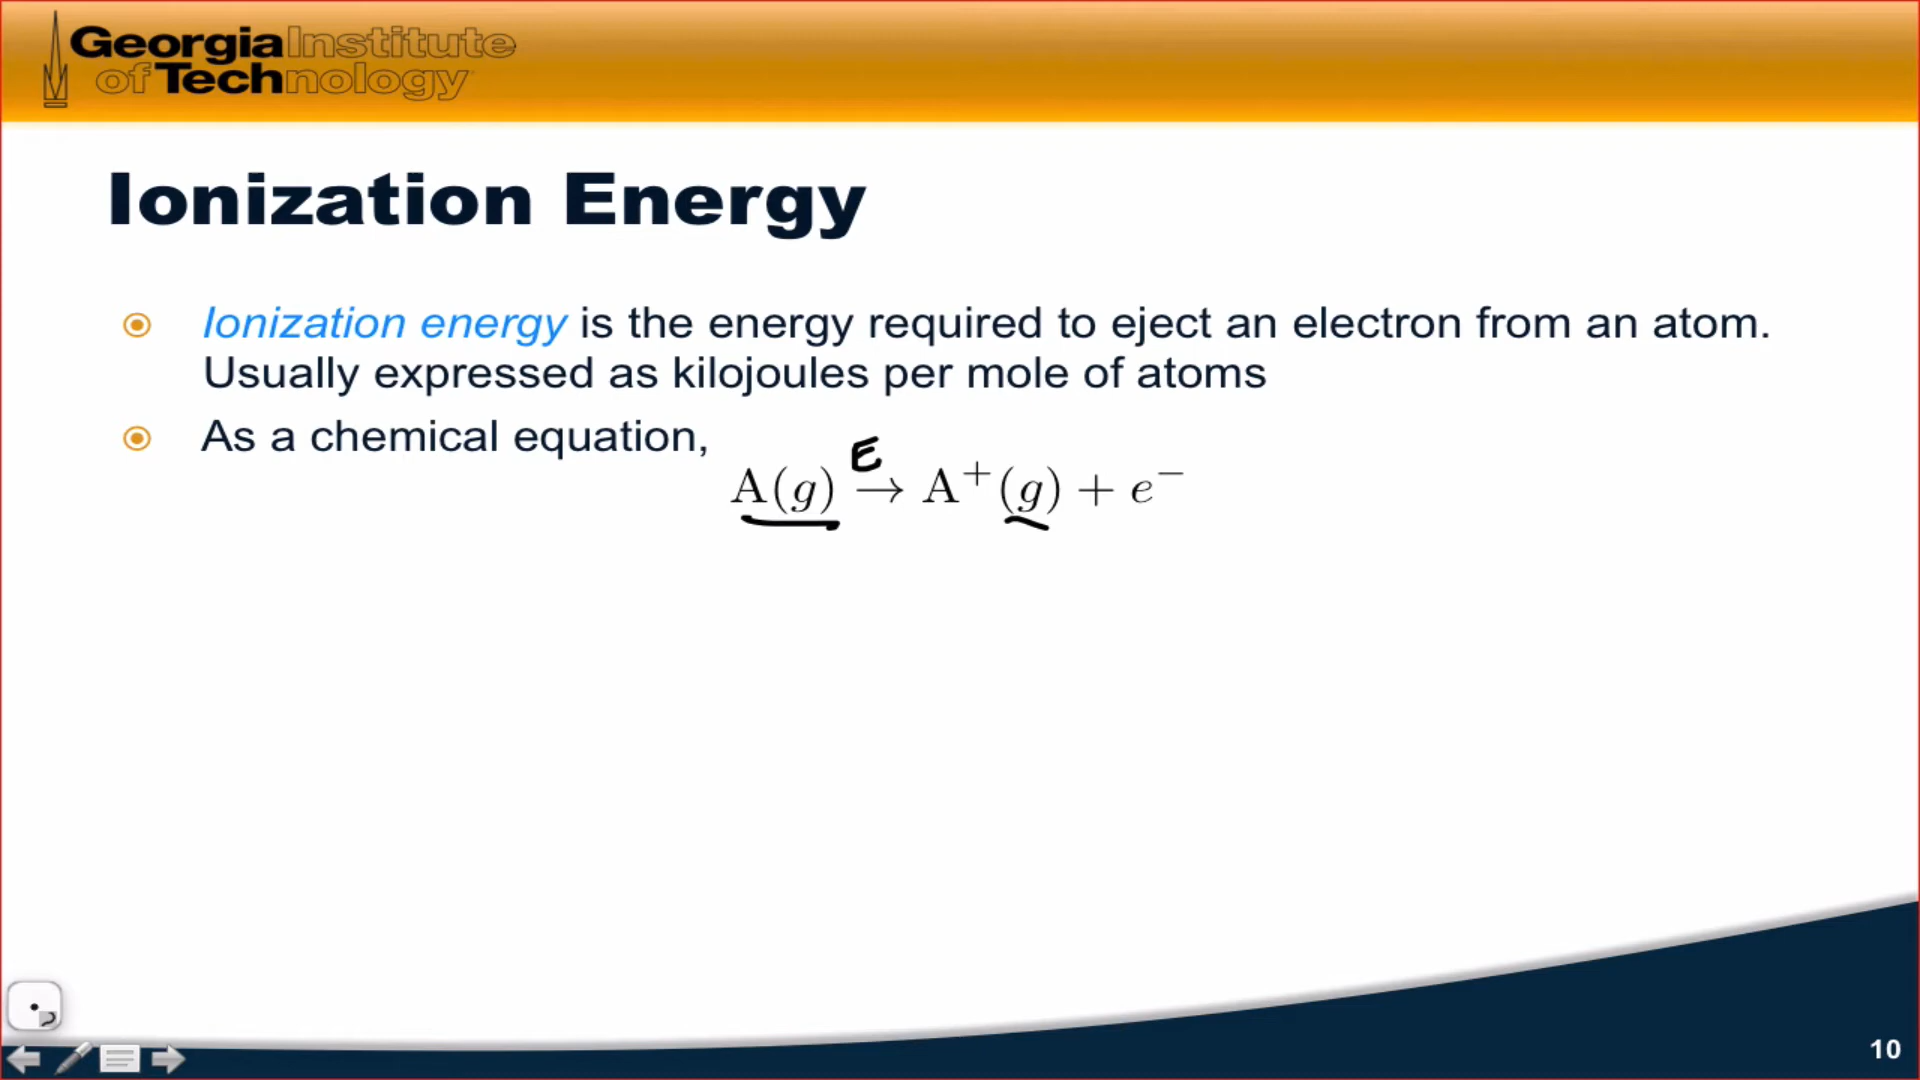 Georgia Institute
of Technology
Ionization Energy
Ionization energy is the energy required to eject an electron from an atom.
Usually expressed as kilojoules per mole of atoms
As a chemical equation,
E
A(g) → A⁺(g) + e⁻
10